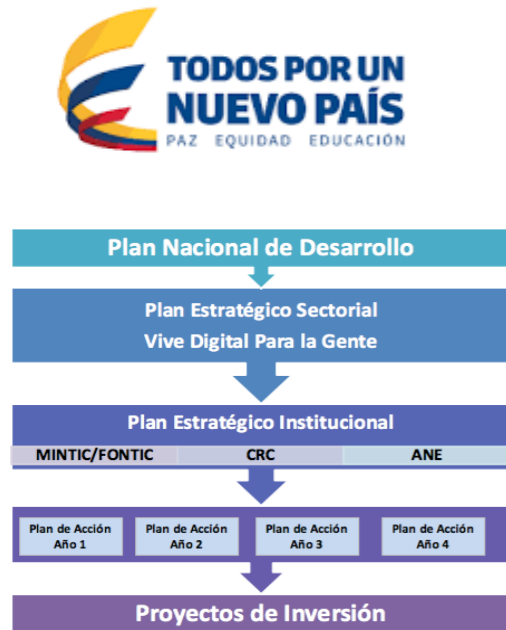 TODOS POR UN
NUEVO PAÍS
PAZ EQUIDAD EDUCACIÓN
Plan Nacional de Desarrollo
Plan Estratégico Sectorial
Vive Digital Para la Gente
Plan Estratégico Institucional
MINTIC/FONTIC CRC ANE
Plan de Acción Año 1
Plan de Acción Año 2
Plan de Acción Año 3
Plan de Acción Año 4
Proyectos de Inversión